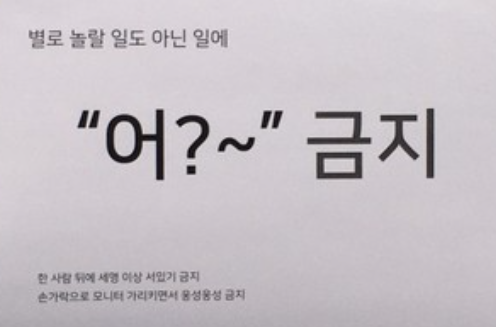 별로 놀랄 일도 아닌 일에
“어?~” 금지
한 사람 뒤에 세명 이상 서있기 금지
손가락으로 모니터 가리키면서 웅성웅성 금지